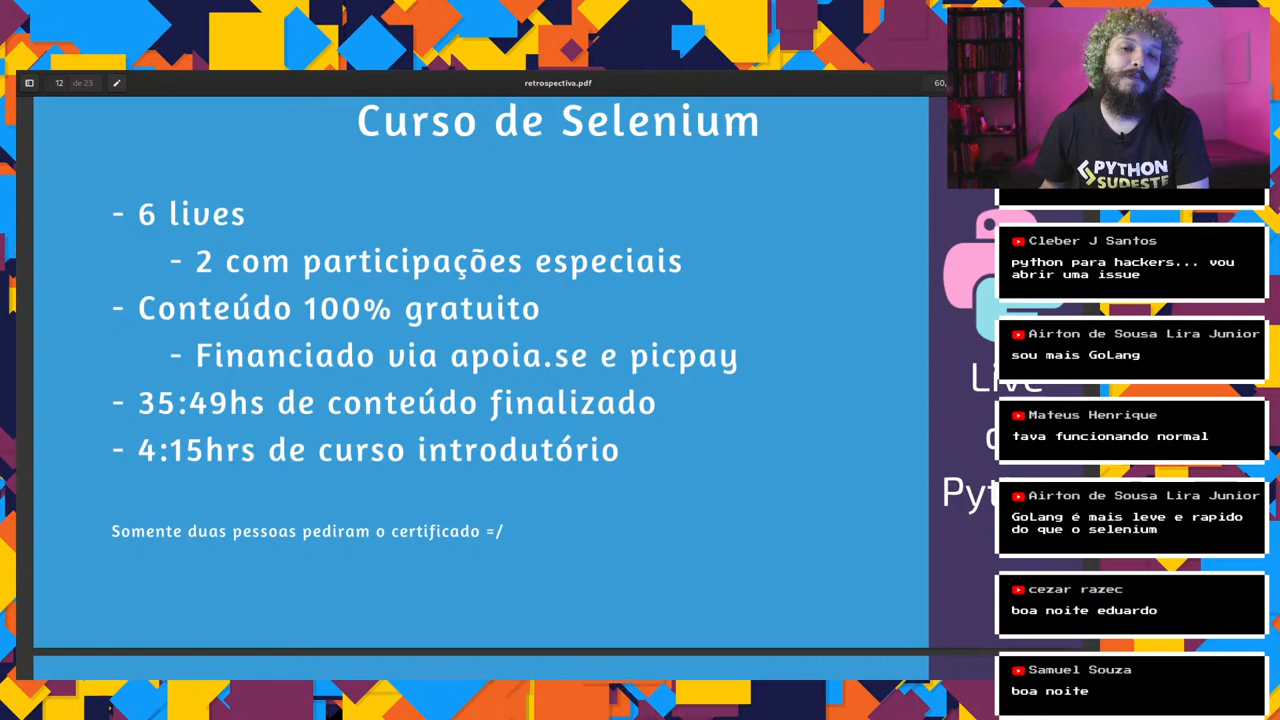 12 de 23
retrospectiva.pdf
60,
Curso de Selenium
- 6 lives
- 2 com participações especiais
- Conteúdo 100% gratuito
- Financiado via apoia.se e picpay
- 35:49hs de conteúdo finalizado
- 4:15hrs de curso introdutório
Somente duas pessoas pediram o certificado =/
PYTHON
SUDESTE
Live
Pyt
Cleber J Santos
python para hackers... vou
abrir uma issue
Airton de Sousa Lira Junior
sou mais GoLang
Mateus Henrique
tava funcionando normal
Airton de Sousa Lira Junior
GoLang é mais leve e rapido
do que o selenium
cezar razec
boa noite eduardo
Samuel Souza
boa noite